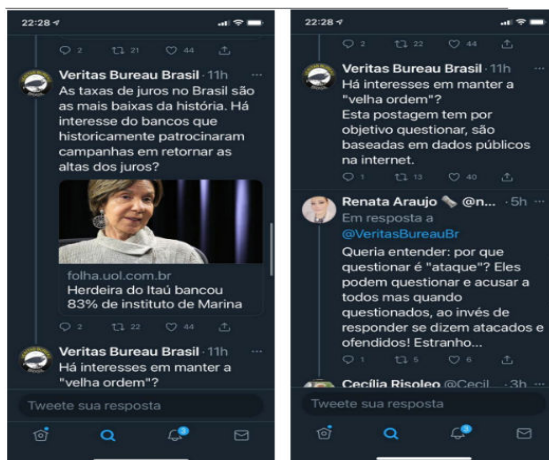 22:28
2 21 44
Veritas Bureau Brasil · 11h
As taxas de juros no Brasil são
as mais baixas da história. Há
interesse do bancos que
historicamente patrocinaram
campanhas em retornar as
altas dos juros?
folha.uol.com.br
Herdeira do Itaú bancou
83% de instituto de Marina
2 22 44
Veritas Bureau Brasil · 11h
Há interesses em manter a
"velha ordem"?
Tweete sua resposta
3
22:28
2 22 44
Veritas Bureau Brasil · 11h
Há interesses em manter a
"velha ordem"?
Esta postagem tem por
objetivo questionar, são
baseadas em dados públicos
na internet.
1 13 40
Renata Araujo @n... · 5h
Em resposta a
@VeritasBureauBr
Queria entender: por que
questionar é "ataque"? Eles
podem questionar e acusar a
todos mas quando
questionados, ao invés de
responder se dizem atacados e
ofendidos! Estranho...
1 5 6
Cecília Risoleo @Cecil... · 3h
Tweete sua resposta
3